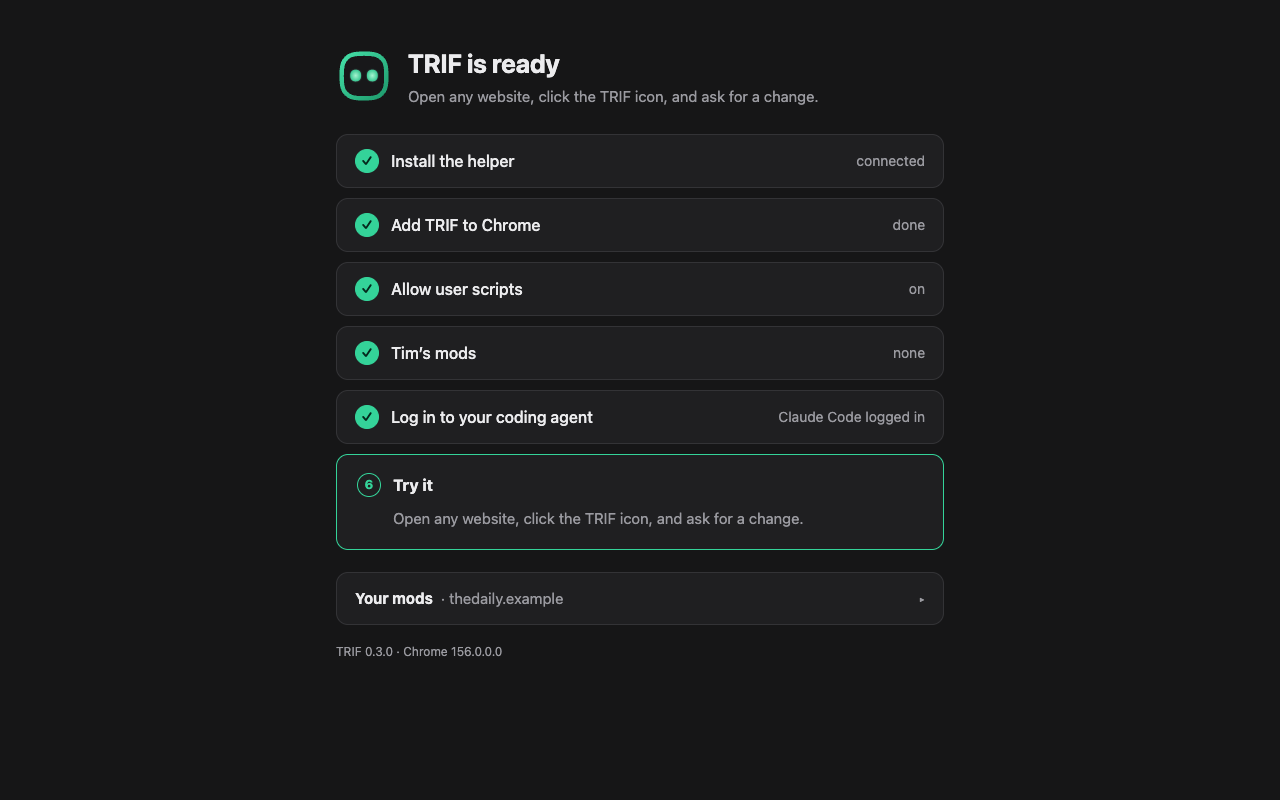 TRIF is ready
Open any website, click the TRIF icon, and ask for a change.
Install the helper connected
Add TRIF to Chrome done
Allow user scripts on
Tim's mods none
Log in to your coding agent Claude Code logged in
6 Try it
Open any website, click the TRIF icon, and ask for a change.
Your mods · thedaily.example
TRIF 0.3.0 · Chrome 156.0.0.0